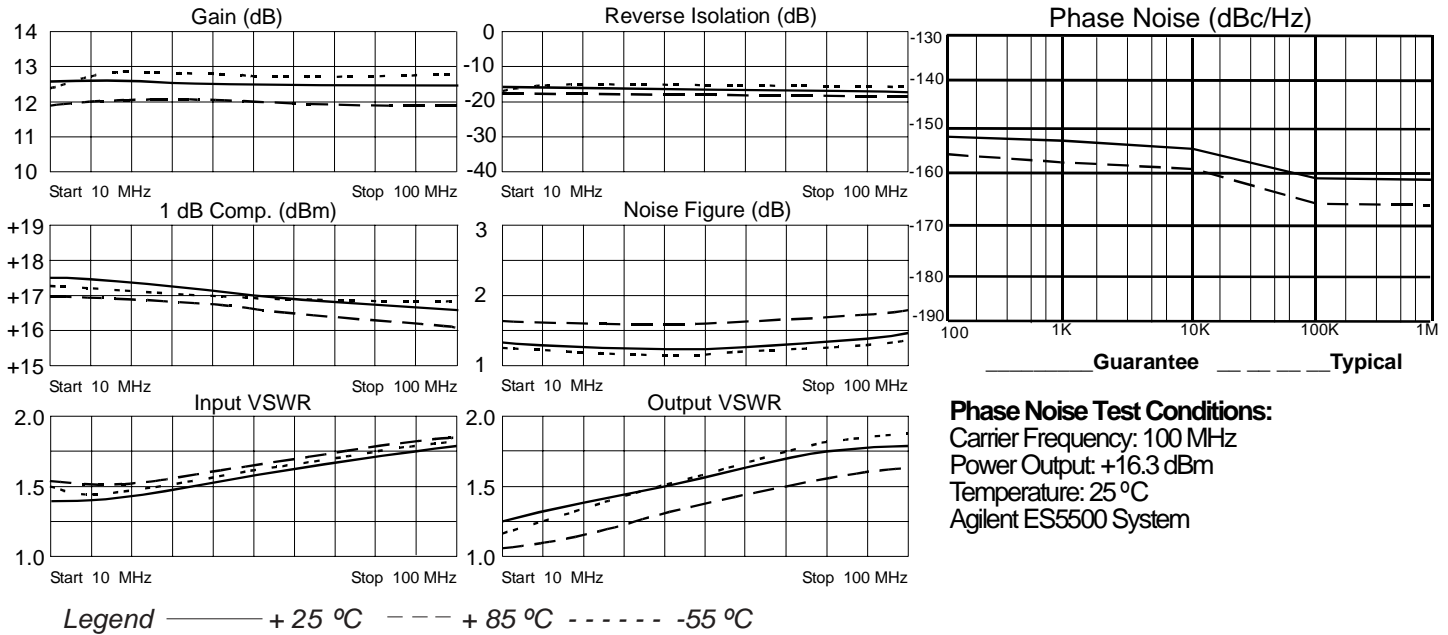 Gain (dB)
14
13
12
11
10
Start 10 MHz
Stop 100 MHz
Reverse Isolation (dB)
0
-10
-20
-30
-40
Start 10 MHz
Stop 100 MHz
Phase Noise (dBc/Hz)
-130
-140
-150
-160
-170
-180
-190
100
1K
10K
100K
1M
Guarantee
Typical
1 dB Comp. (dBm)
+19
+18
+17
+16
+15
Start 10 MHz
Stop 100 MHz
Noise Figure (dB)
3
2
1
Start 10 MHz
Stop 100 MHz
Input VSWR
2.0
1.5
1.0
Start 10 MHz
Stop 100 MHz
Output VSWR
2.0
1.5
1.0
Start 10 MHz
Stop 100 MHz
Phase Noise Test Conditions:
Carrier Frequency: 100 MHz
Power Output: +16.3 dBm
Temperature: 25 ºC
Agilent ES5500 System
Legend + 25 ºC + 85 ºC -55 ºC